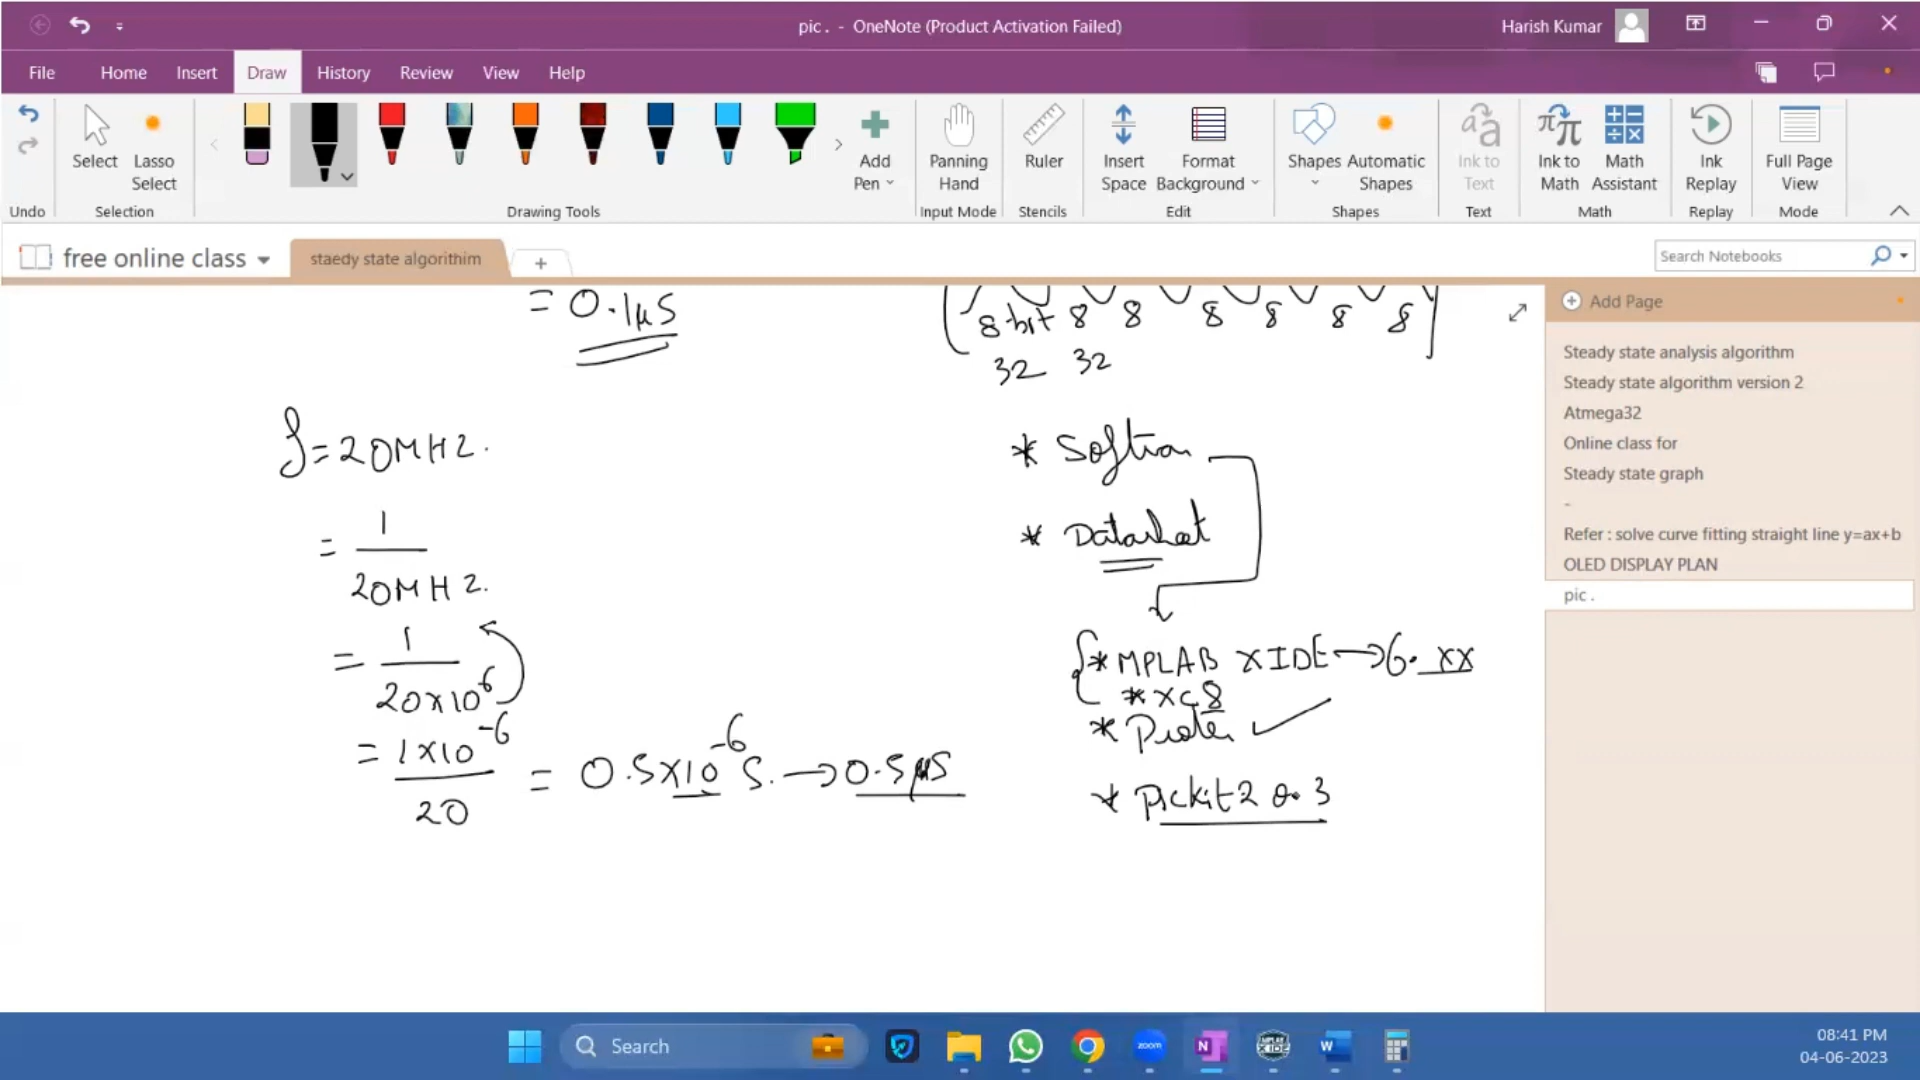 pic . - OneNote (Product Activation Failed)
Harish Kumar
File Home Insert Draw History Review View Help
Select
Lasso Select
Add Pen
Panning Hand
Ruler
Insert Space
Format Background
Shapes
Automatic Shapes
Ink to Text
Ink to Math
Math Assistant
Ink Replay
Full Page View
Undo Selection Drawing Tools Input Mode Stencils Edit Shapes Text Math Replay Mode
free online class
staedy state algorithim
+
Search Notebooks
= 0.1μS
8-bit 8 8 8 8 8 8
32 32
f=20MHZ.
= 1
20MHZ.
= 1
20x10^6
= 1x10^-6
20
= 0.5x10^-6 S. → 0.5μS
*
* Datasheet
* MPLAB XIDE → 6.xx
* XC8
*
* Pickit2 or 3
Add Page
Steady state analysis algorithm
Steady state algorithm version 2
Atmega32
Online class for
Steady state graph
-
Refer : solve curve fitting straight line y=ax+b
OLED DISPLAY PLAN
pic .
Search
zoom
N
MPLAB X IDE
W
08:41 PM
04-06-2023